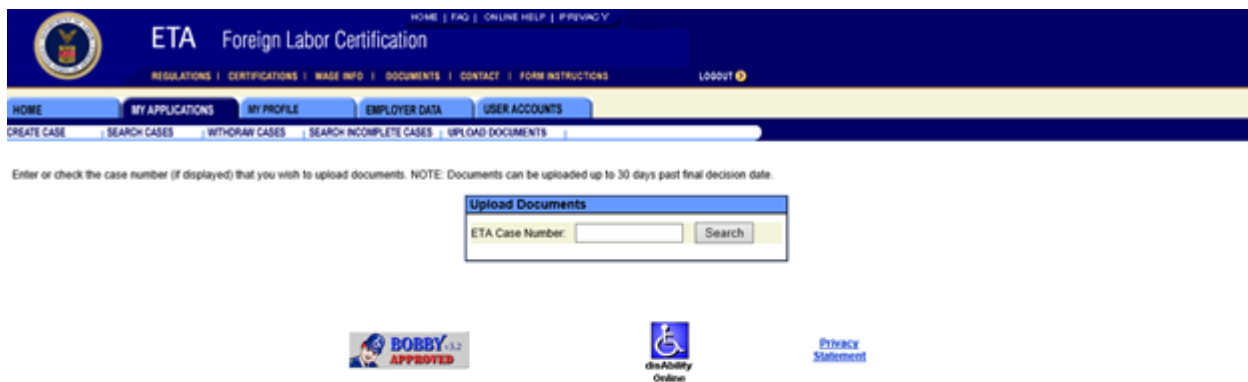 HOME | FAQ | ONLINE HELP | PRIVACY
ETA Foreign Labor Certification
REGULATIONS | CERTIFICATIONS | WAGE INFO | DOCUMENTS | CONTACT | FORM INSTRUCTIONS LOGOUT
HOME MY APPLICATIONS MY PROFILE EMPLOYER DATA USER ACCOUNTS
CREATE CASE | SEARCH CASES | WITHDRAW CASES | SEARCH INCOMPLETE CASES | UPLOAD DOCUMENTS |
Enter or check the case number (if displayed) that you wish to upload documents. NOTE: Documents can be uploaded up to 30 days past final decision date.
Upload Documents
ETA Case Number: Search
BOBBY v3.2
APPROVED
disAbility
Online
Privacy
Statement